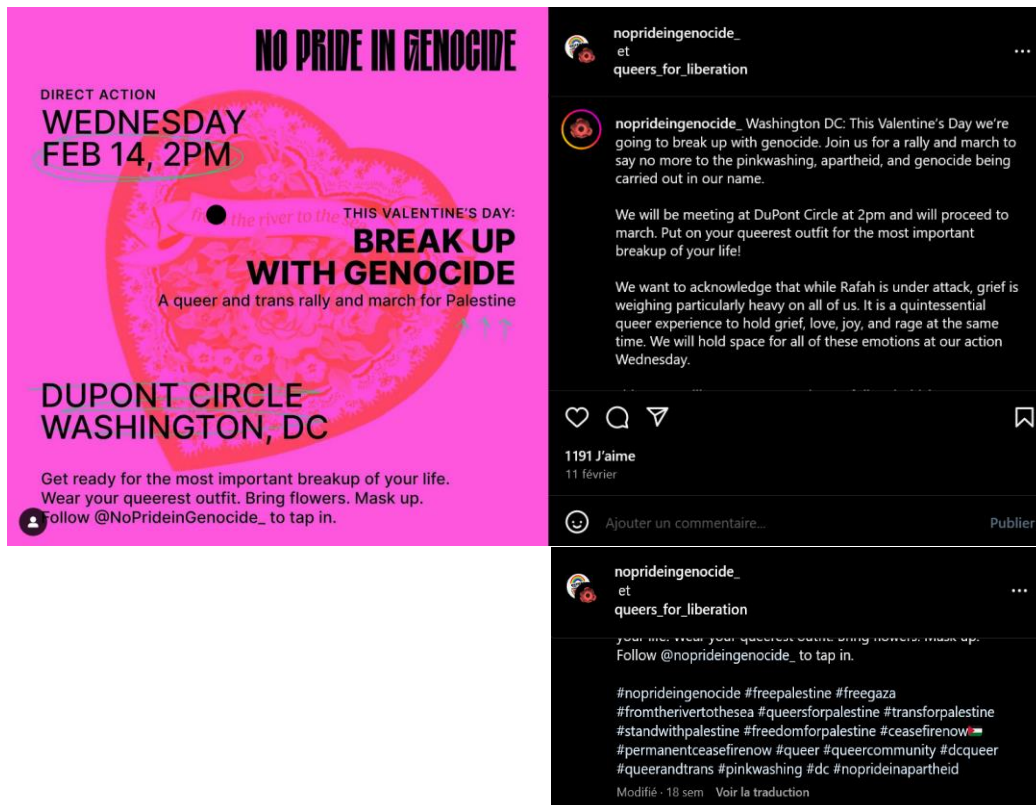 NO PRIDE IN GENOCIDE
DIRECT ACTION
WEDNESDAY
FEB 14, 2PM
the river to the
THIS VALENTINE'S DAY:
BREAK UP
WITH GENOCIDE
A queer and trans rally and march for Palestine
DUPONT CIRCLE
WASHINGTON, DC
Get ready for the most important breakup of your life.
Wear your queerest outfit. Bring flowers. Mask up.
Follow @NoPrideinGenocide_ to tap in.
noprideingenocide_
et
queers_for_liberation
noprideingenocide_ Washington DC: This Valentine's Day we're
going to break up with genocide. Join us for a rally and march to
say no more to the pinkwashing, apartheid, and genocide being
carried out in our name.
We will be meeting at DuPont Circle at 2pm and will proceed to
march. Put on your queerest outfit for the most important
breakup of your life!
We want to acknowledge that while Rafah is under attack, grief is
weighing particularly heavy on all of us. It is a quintessential
queer experience to hold grief, love, joy, and rage at the same
time. We will hold space for all of these emotions at our action
Wednesday.
1191 J'aime
11 février
Ajouter un commentaire...
Publier
noprideingenocide_
et
queers_for_liberation
your life. Wear your queerest outfit. Bring flowers. Mask up.
Follow @noprideingenocide_ to tap in.
#noprideingenocide #freepalestine #freegaza
#fromtherivertothesea #queersforpalestine #transforpalestine
#standwithpalestine #freedomforpalestine #ceasefirenow🇵🇸
#permanentceasefirenow #queer #queercommunity #dcqueer
#queerandtrans #pinkwashing #dc #noprideinapartheid
Modifié · 18 sem Voir la traduction